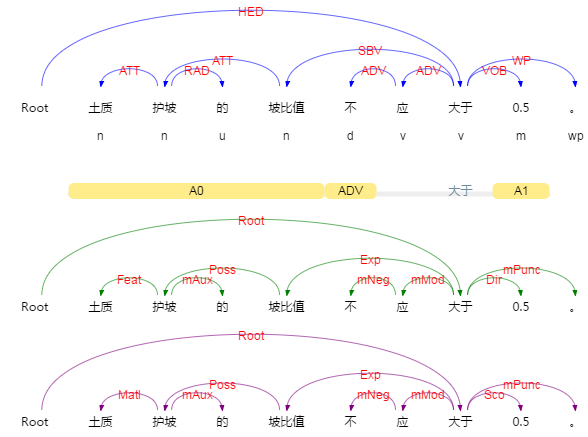 HED
ATT
SBV
WP
ATT RAD ADV ADV VOB
Root 土质 护坡 的 坡比值 不 应 大于 0.5 。
n n u n d v v m wp
A0 ADV 大于 A1
Root
Exp
Poss mPunc
Feat mAux mNeg mMod Dir
Root 土质 护坡 的 坡比值 不 应 大于 0.5 。
Root
Exp
Poss mPunc
Matl mAux mNeg mMod Sco
Root 土质 护坡 的 坡比值 不 应 大于 0.5 。